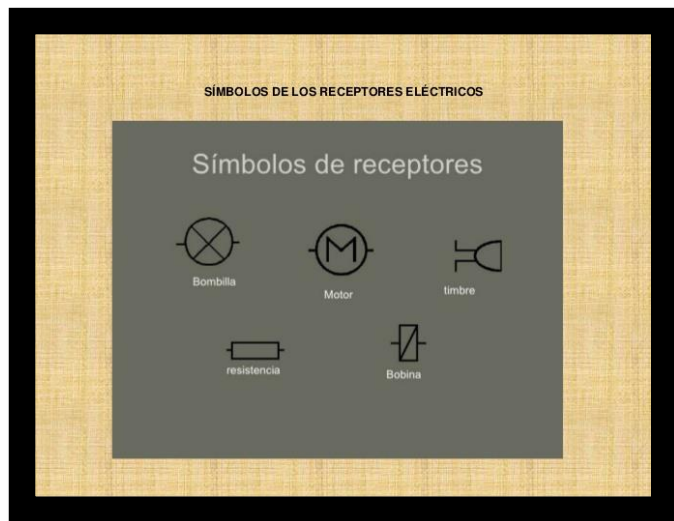 SÍMBOLOS DE LOS RECEPTORES ELÉCTRICOS
Símbolos de receptores
M
Bombilla
Motor
timbre
resistencia
Bobina